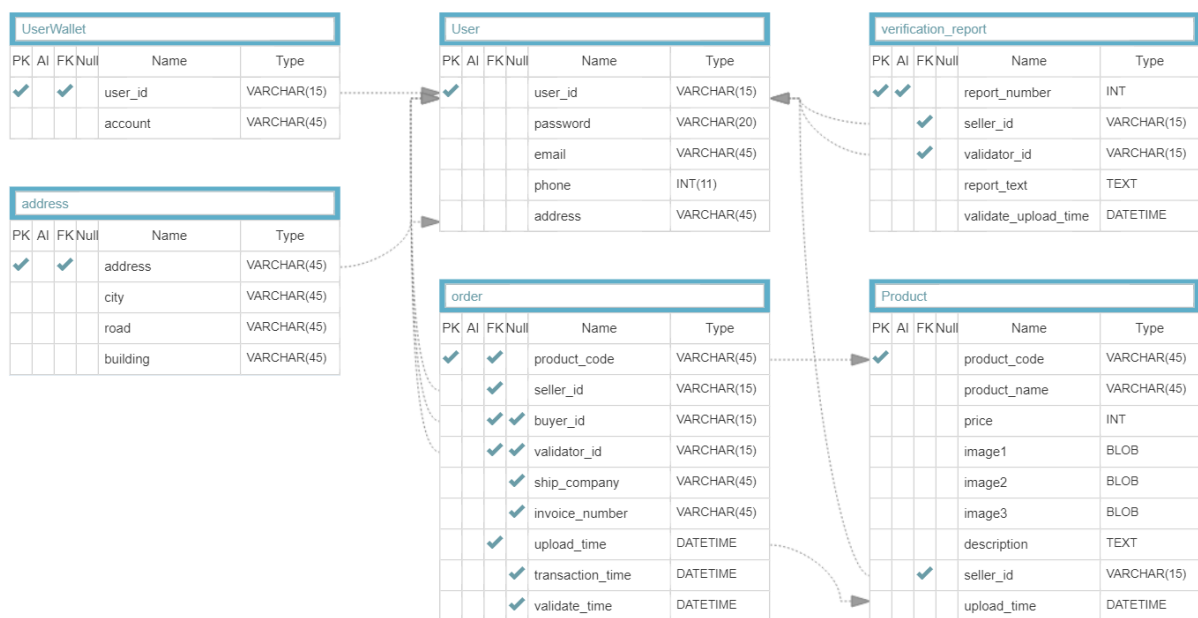 UserWallet
PK AI FK Null Name Type
user_id VARCHAR(15)
account VARCHAR(45)
User
PK AI FK Null Name Type
user_id VARCHAR(15)
password VARCHAR(20)
email VARCHAR(45)
phone INT(11)
address VARCHAR(45)
verification_report
PK AI FK Null Name Type
report_number INT
seller_id VARCHAR(15)
validator_id VARCHAR(15)
report_text TEXT
validate_upload_time DATETIME
address
PK AI FK Null Name Type
address VARCHAR(45)
city VARCHAR(45)
road VARCHAR(45)
building VARCHAR(45)
order
PK AI FK Null Name Type
product_code VARCHAR(45)
seller_id VARCHAR(15)
buyer_id VARCHAR(15)
validator_id VARCHAR(15)
ship_company VARCHAR(45)
invoice_number VARCHAR(45)
upload_time DATETIME
transaction_time DATETIME
validate_time DATETIME
Product
PK AI FK Null Name Type
product_code VARCHAR(45)
product_name VARCHAR(45)
price INT
image1 BLOB
image2 BLOB
image3 BLOB
description TEXT
seller_id VARCHAR(15)
upload_time DATETIME